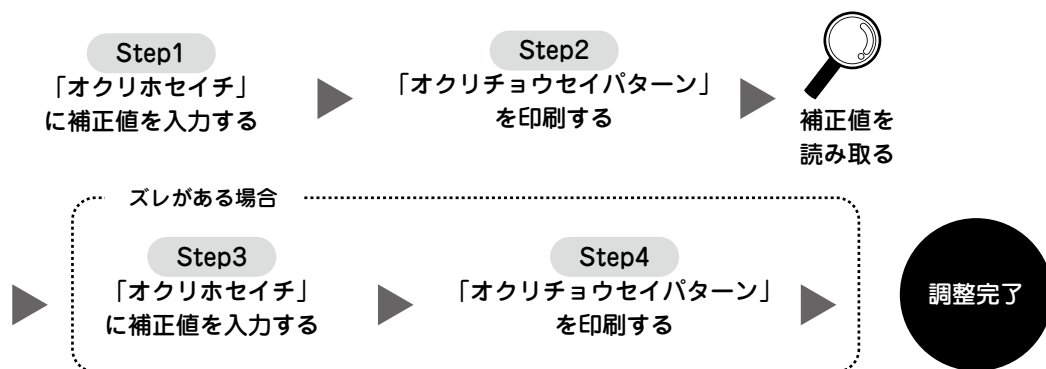 Step1
「オクリホセイチ」
に補正値を入力する
Step2
「オクリチョウセイパターン」
を印刷する
補正値を
読み取る
ズレがある場合
Step3
「オクリホセイチ」
に補正値を入力する
Step4
「オクリチョウセイパターン」
を印刷する
調整完了